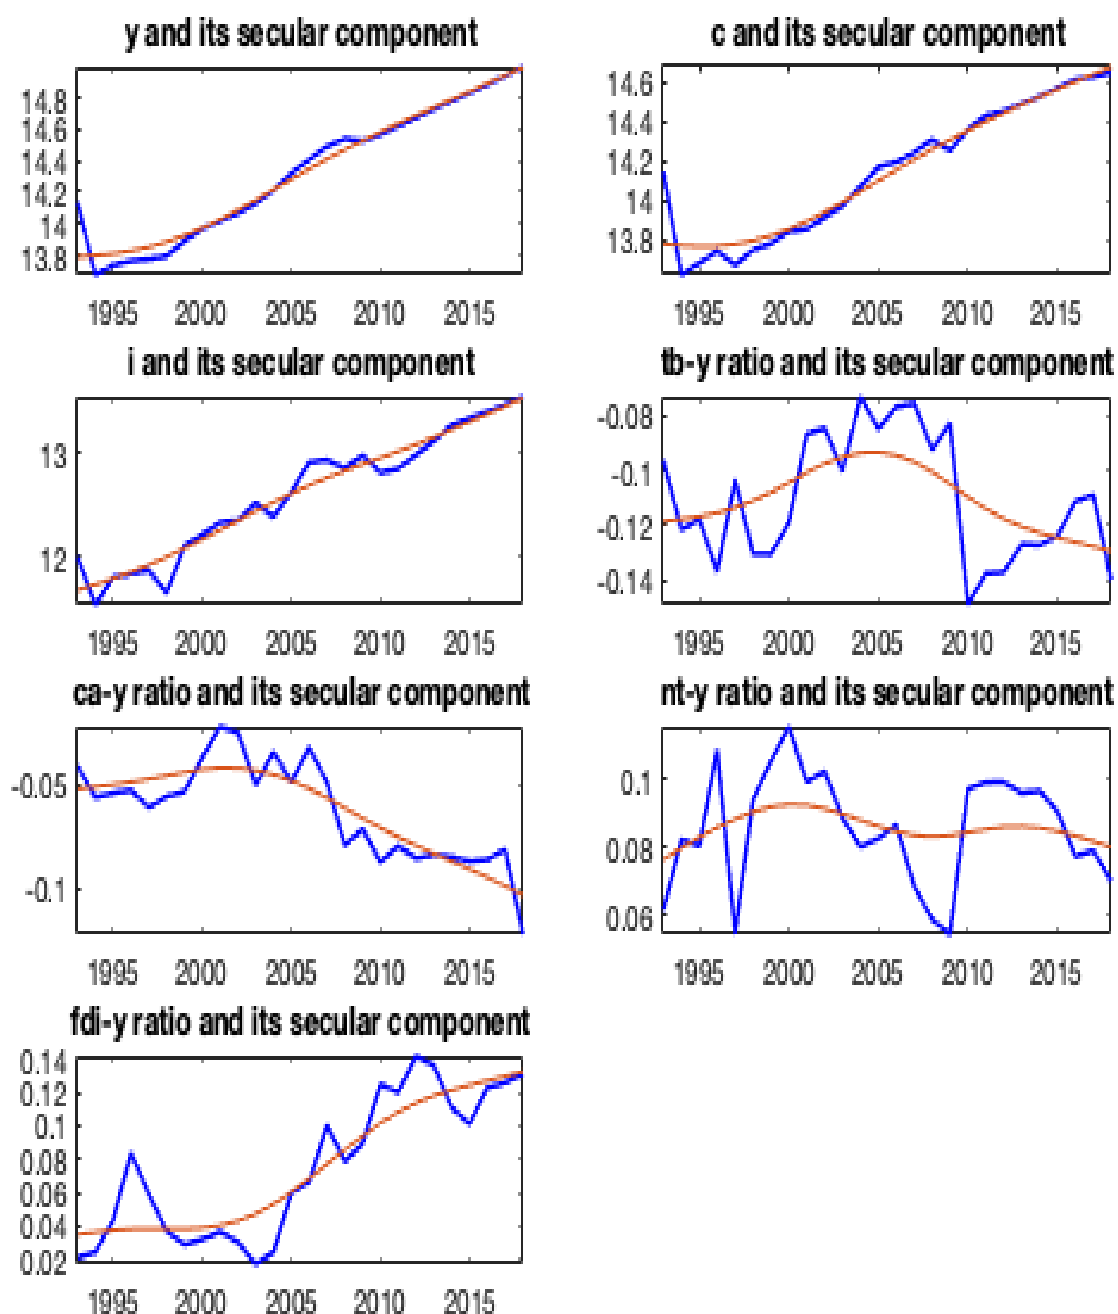 y and its secular component
14.8
14.6
14.4
14.2
14
13.8
1995 2000 2005 2010 2015
c and its secular component
14.6
14.4
14.2
14
13.8
1995 2000 2005 2010 2015
i and its secular component
13
12
1995 2000 2005 2010 2015
tb-y ratio and its secular component
-0.08
-0.1
-0.12
-0.14
1995 2000 2005 2010 2015
ca-y ratio and its secular component
-0.05
-0.1
1995 2000 2005 2010 2015
nt-y ratio and its secular component
0.1
0.08
0.06
1995 2000 2005 2010 2015
fdi-y ratio and its secular component
0.14
0.12
0.1
0.08
0.06
0.04
0.02
1995 2000 2005 2010 2015